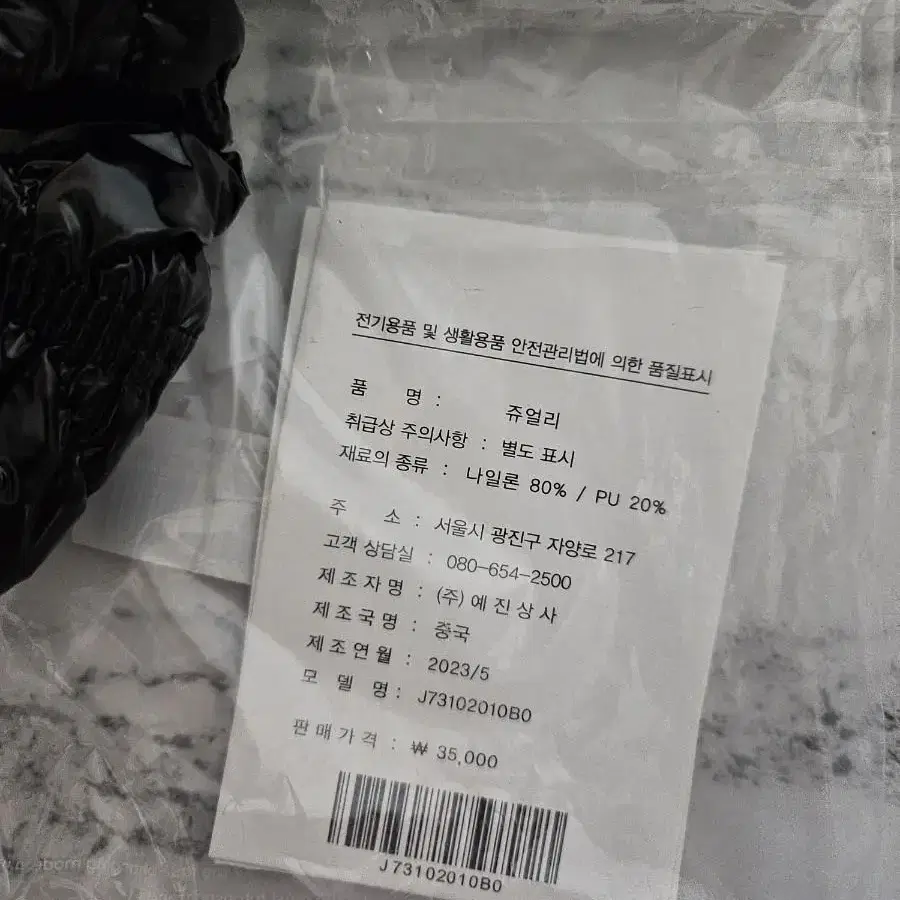 전기용품 및 생활용품 안전관리법에 의한 품질표시
품 명 : 쥬얼리
취급상 주의사항 : 별도 표시
재료의 종류 : 나일론 80% / PU 20%
주 소 : 서울시 광진구 자양로 217
고객 상담실 : 080-654-2500
제조자명 : (주)예진상사
제조국명 : 중국
제조연월 : 2023/5
모 델 명 : J73102010B0
판매가격 : ₩ 35,000
J73102010B0